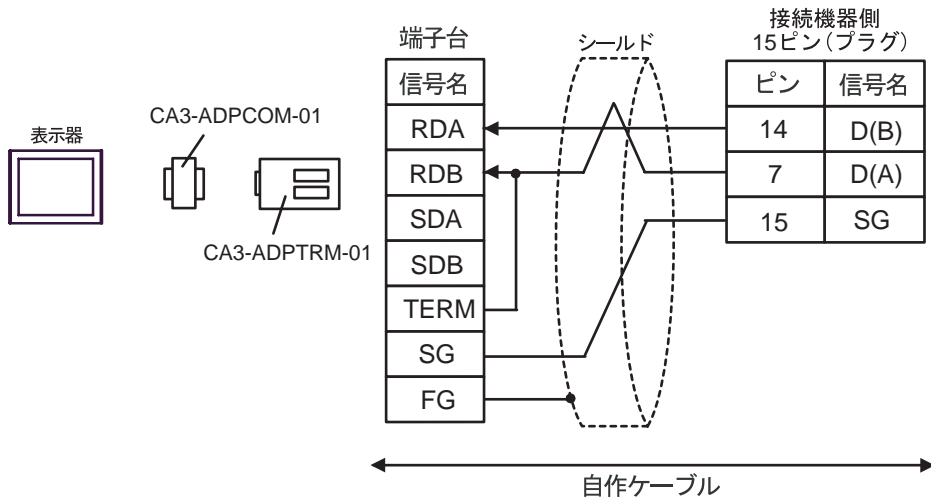 表示器
CA3-ADPCOM-01
CA3-ADPTRM-01
端子台
信号名
RDA
RDB
SDA
SDB
TERM
SG
FG
シールド
接続機器側
15ピン(プラグ)
ピン 信号名
14 D(B)
7 D(A)
15 SG
自作ケーブル